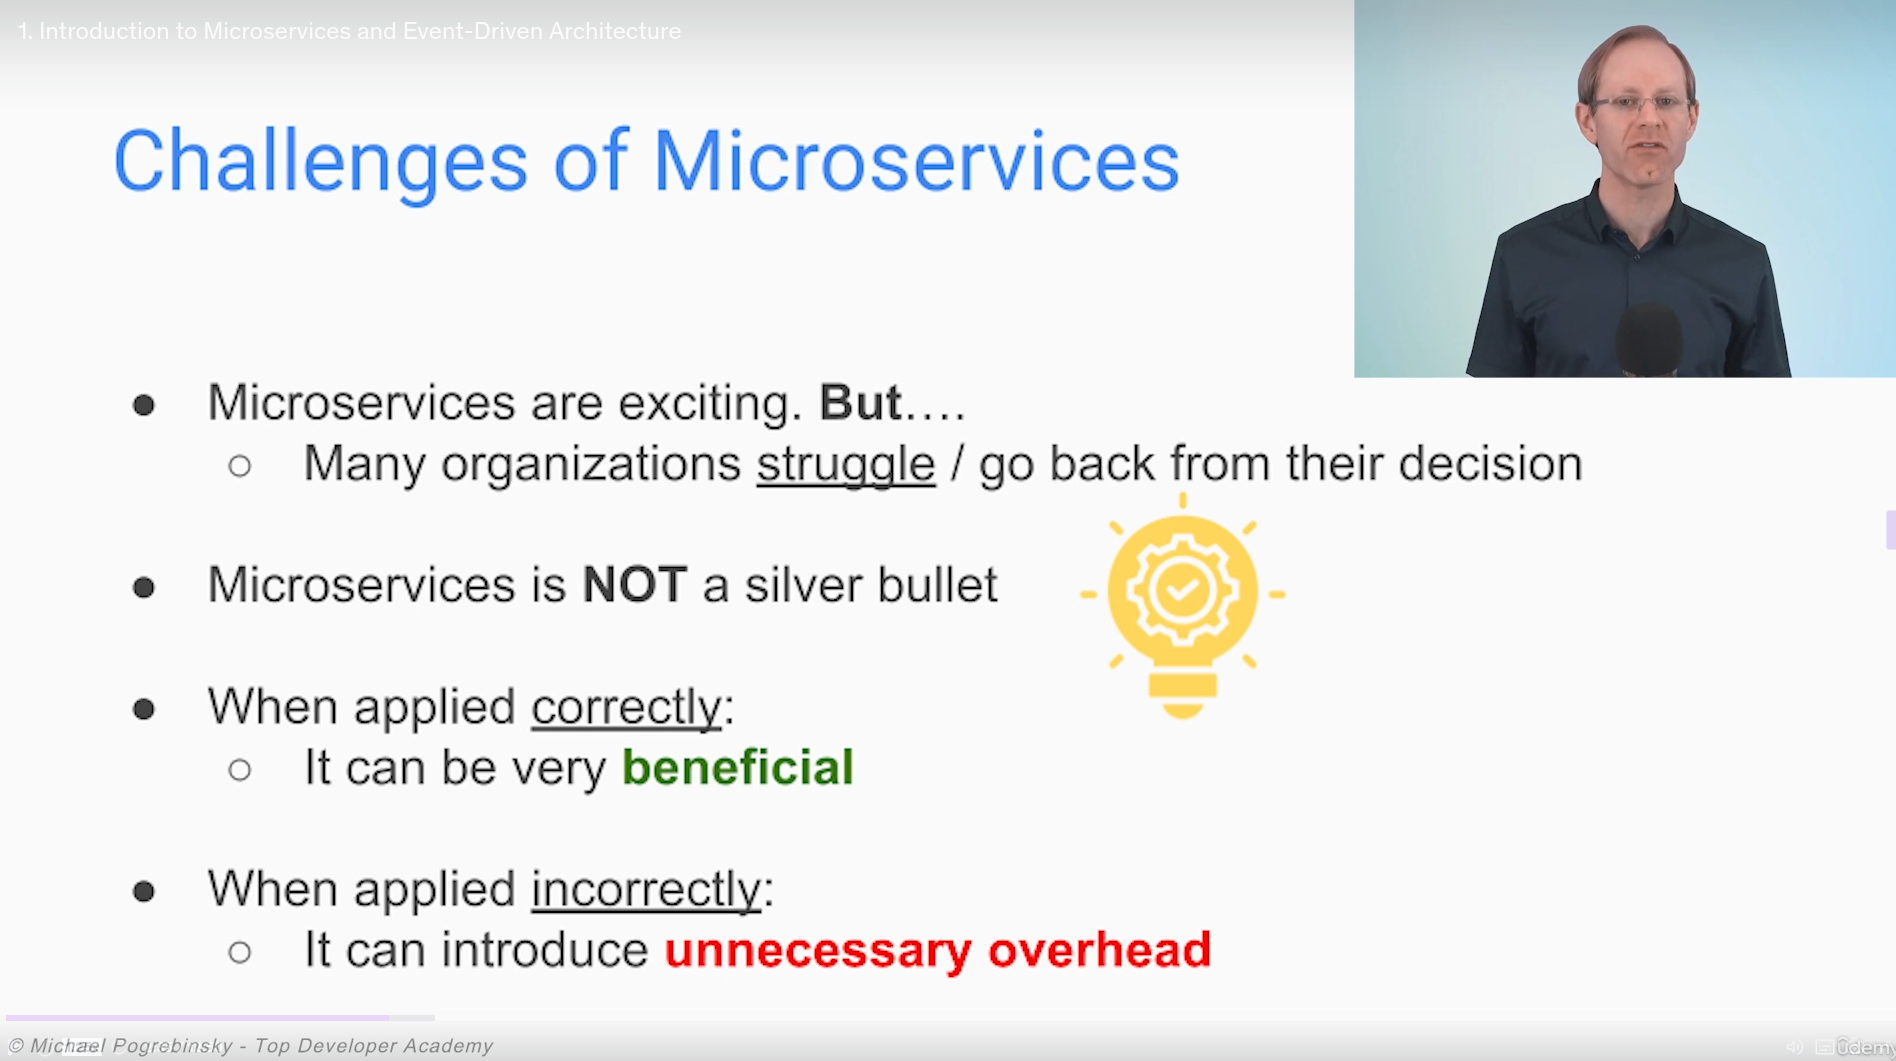 1. Introduction to Microservices and Event-Driven Architecture
Challenges of Microservices
● Microservices are exciting. But....
○ Many organizations struggle / go back from their decision
● Microservices is NOT a silver bullet
● When applied correctly:
○ It can be very beneficial
● When applied incorrectly:
○ It can introduce unnecessary overhead
© Michael Pogrebinsky - Top Developer Academy
ûdemy